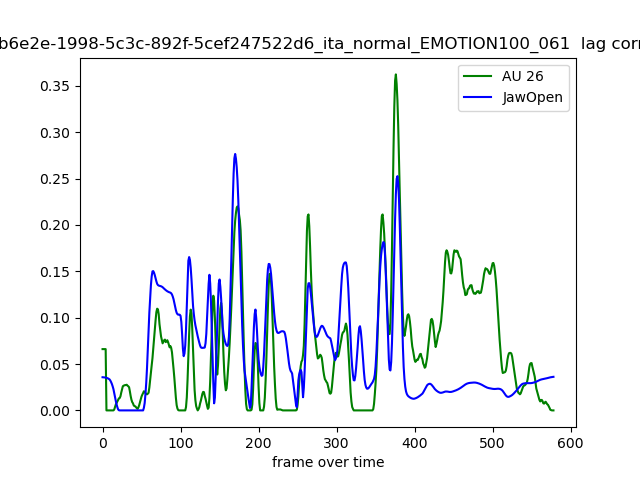 b6e2e-1998-5c3c-892f-5cef247522d6_ita_normal_EMOTION100_061 lag corr
AU 26
JawOpen
0.35
0.30
0.25
0.20
0.15
0.10
0.05
0.00
0 100 200 300 400 500 600
frame over time